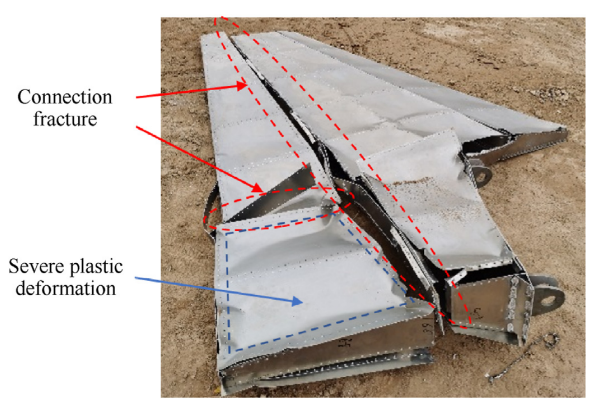 Connection
fracture
Severe plastic
deformation